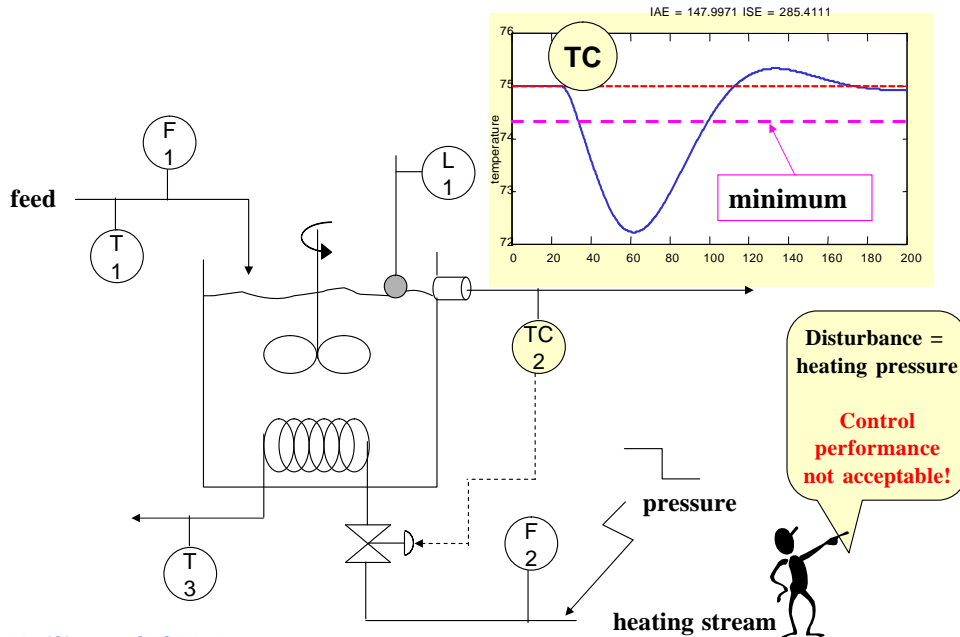 IAE = 147.9971 ISE = 285.4111
76
75
74
73
72
temperature
TC
minimum
0 20 40 60 80 100 120 140 160 180 200
F
1
L
1
feed
T
1
TC
2
Disturbance =
heating pressure
Control
performance
not acceptable!
pressure
F
2
T
3
heating stream